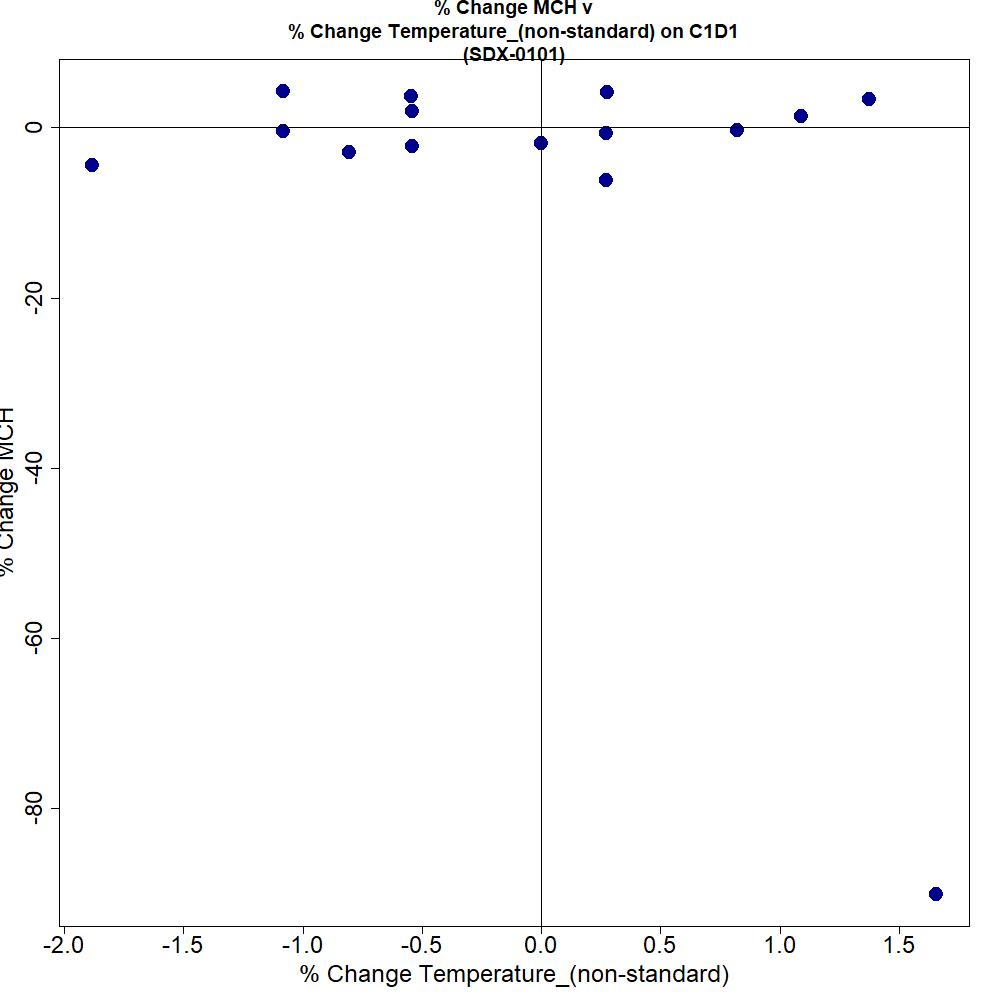 % Change MCH v
% Change Temperature_(non-standard) on C1D1
(SDX-0101)
% Change MCH
0
-20
-40
-60
-80
-2.0 -1.5 -1.0 -0.5 0.0 0.5 1.0 1.5
% Change Temperature_(non-standard)